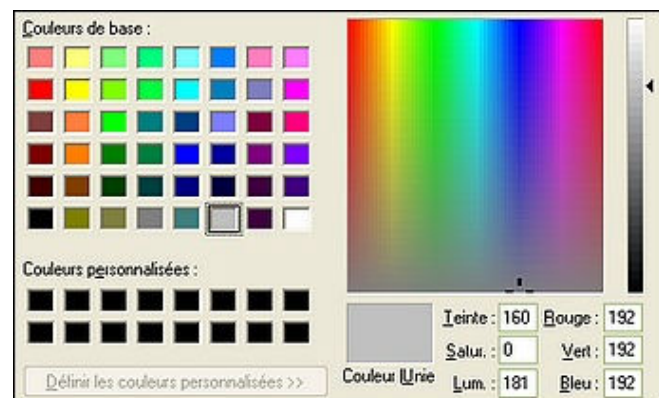 Couleurs de base :
Couleurs personnalisées :
Définir les couleurs personnalisées >>
Couleur|Unie
Teinte : 160 Rouge : 192
Satur. : 0 Vert : 192
Lum. : 181 Bleu : 192